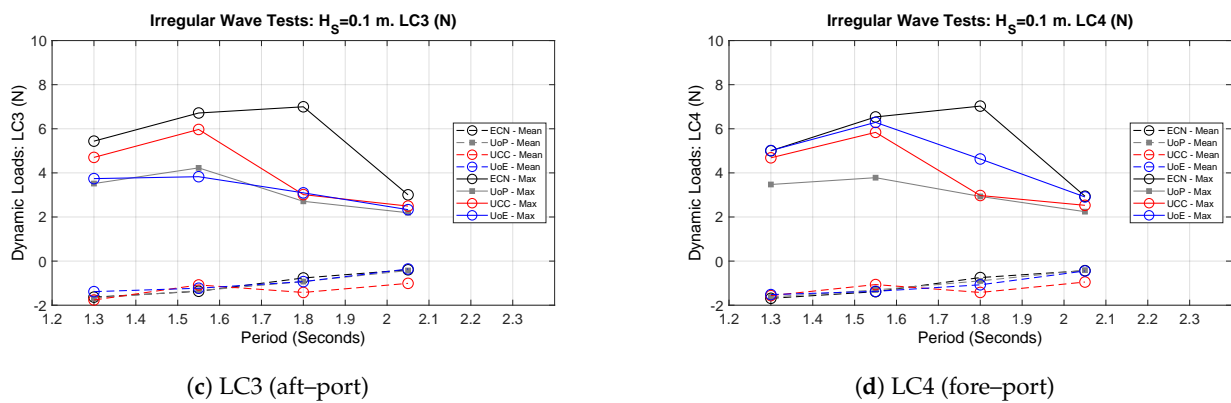 Irregular Wave Tests: H_S=0.1 m. LC3 (N)
Dynamic Loads: LC3 (N)
10
8
6
4
2
0
-2
1.2 1.3 1.4 1.5 1.6 1.7 1.8 1.9 2 2.1 2.2 2.3
Period (Seconds)
ECN - Mean
UoP - Mean
UCC - Mean
UoE - Mean
ECN - Max
UoP - Max
UCC - Max
UoE - Max
(c) LC3 (aft–port)
Irregular Wave Tests: H_S=0.1 m. LC4 (N)
Dynamic Loads: LC4 (N)
10
8
6
4
2
0
-2
1.2 1.3 1.4 1.5 1.6 1.7 1.8 1.9 2 2.1 2.2 2.3
Period (Seconds)
ECN - Mean
UoP - Mean
UCC - Mean
UoE - Mean
ECN - Max
UoP - Max
UCC - Max
UoE - Max
(d) LC4 (fore–port)